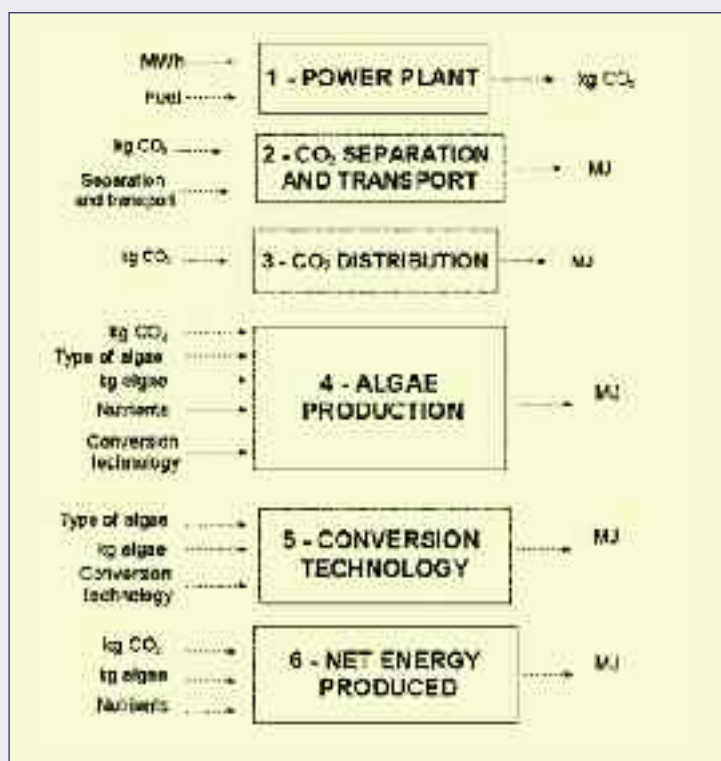 MWh
Fuel
1 - POWER PLANT
kg CO₂
kg CO₂
Separation
and transport
2 - CO₂ SEPARATION
AND TRANSPORT
MJ
kg CO₂
3 - CO₂ DISTRIBUTION
MJ
kg CO₂
Type of algae
kg algae
Nutrients
Conversion
technology
4 - ALGAE
PRODUCTION
MJ
Type of algae
kg algae
Conversion
technology
5 - CONVERSION
TECHNOLOGY
MJ
kg CO₂
kg algae
Nutrients
6 - NET ENERGY
PRODUCED
MJ